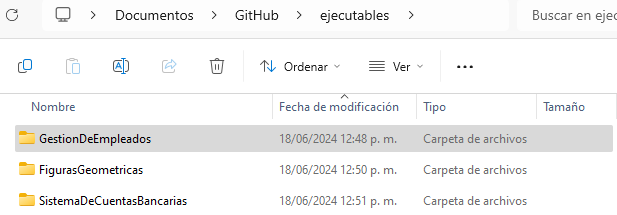 Documentos > GitHub > ejecutables > Buscar en ejec
Ordenar Ver ...
Nombre Fecha de modificación Tipo Tamaño
GestionDeEmpleados 18/06/2024 12:48 p. m. Carpeta de archivos
FigurasGeometricas 18/06/2024 12:50 p. m. Carpeta de archivos
SistemaDeCuentasBancarias 18/06/2024 12:51 p. m. Carpeta de archivos